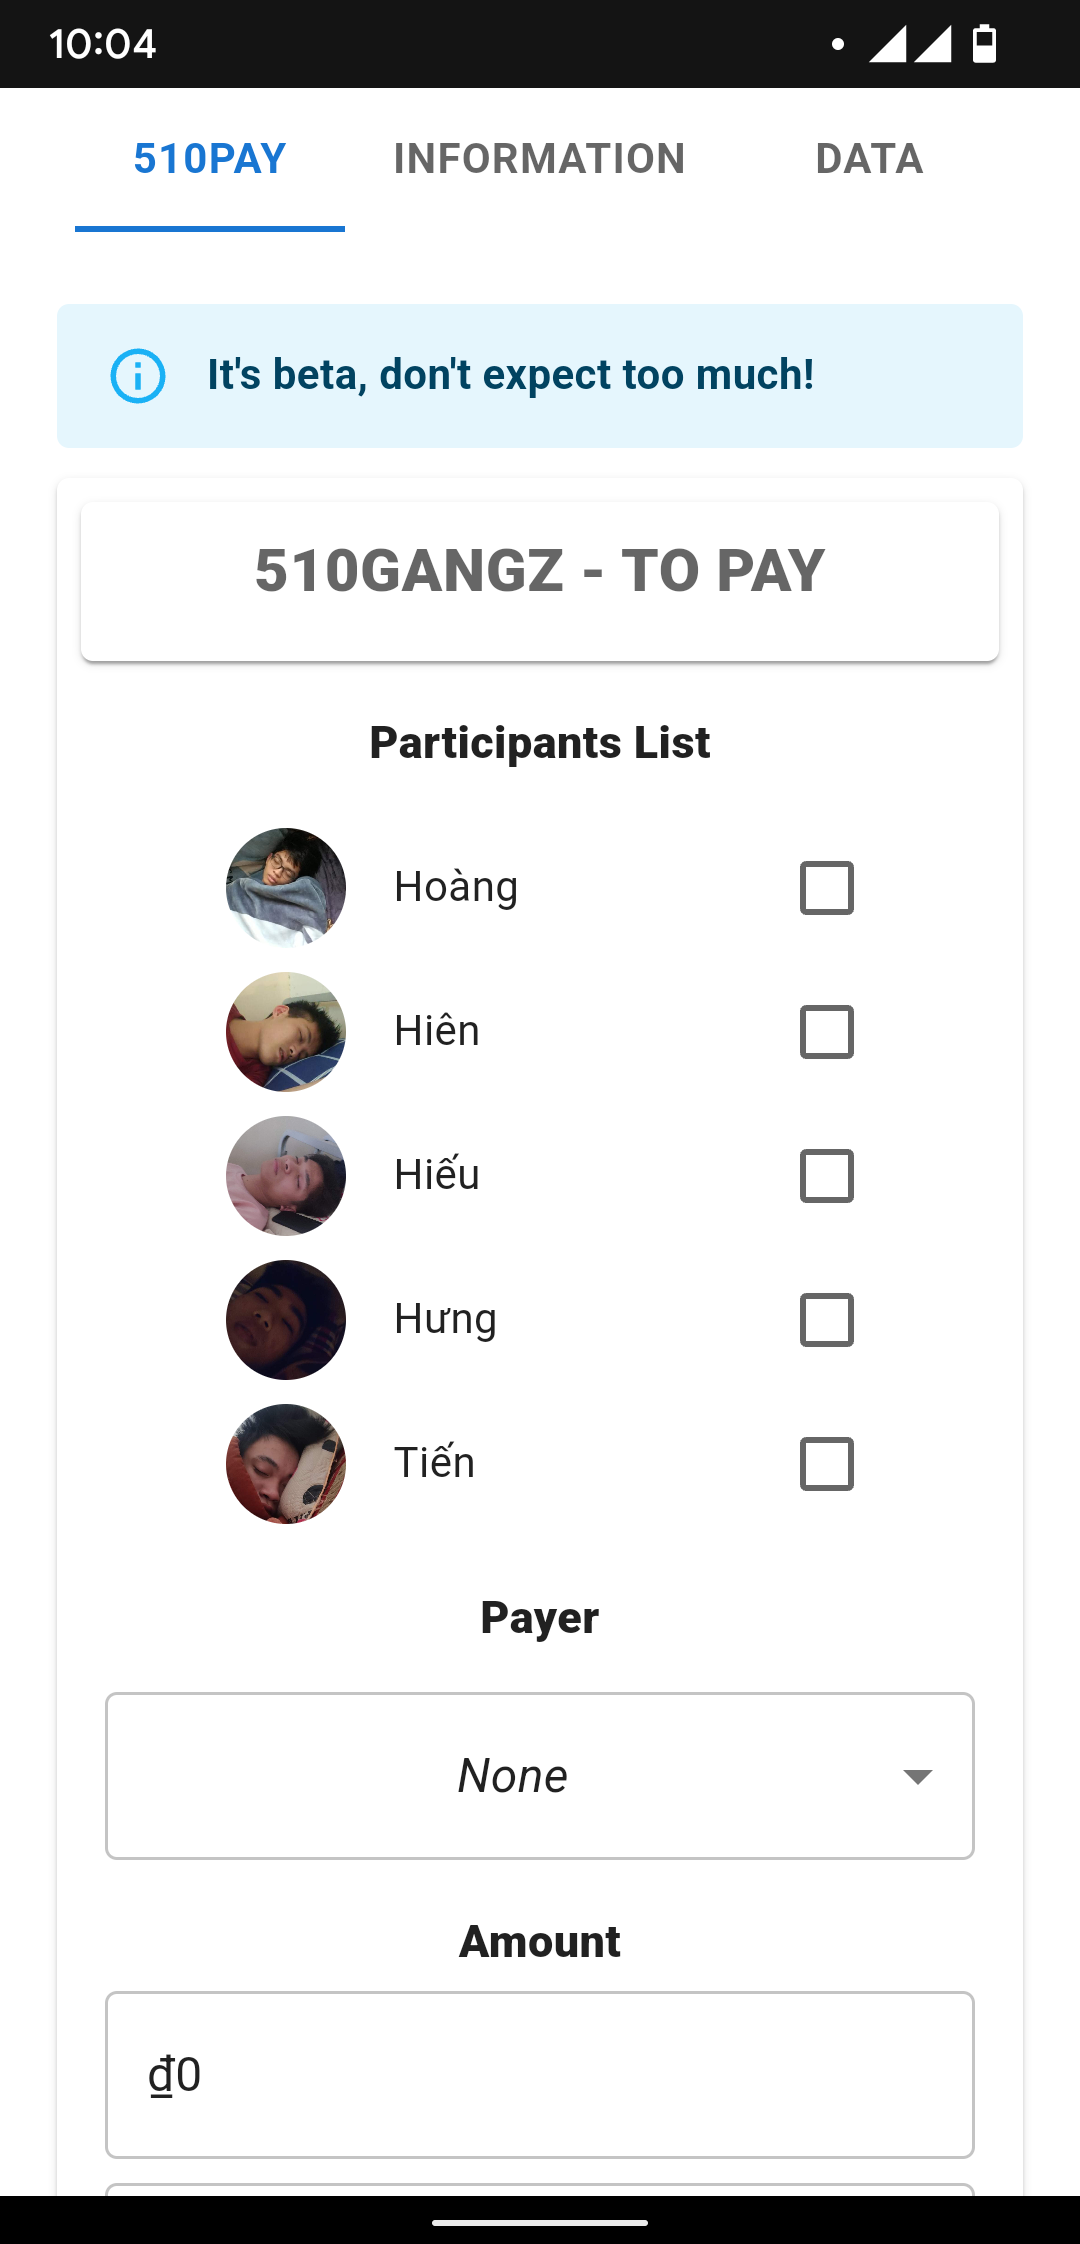 10:04
510PAY INFORMATION DATA
It's beta, don't expect too much!
510GANGZ - TO PAY
Participants List
Hoàng
Hiên
Hiếu
Hưng
Tiến
Payer
None
Amount
₫0